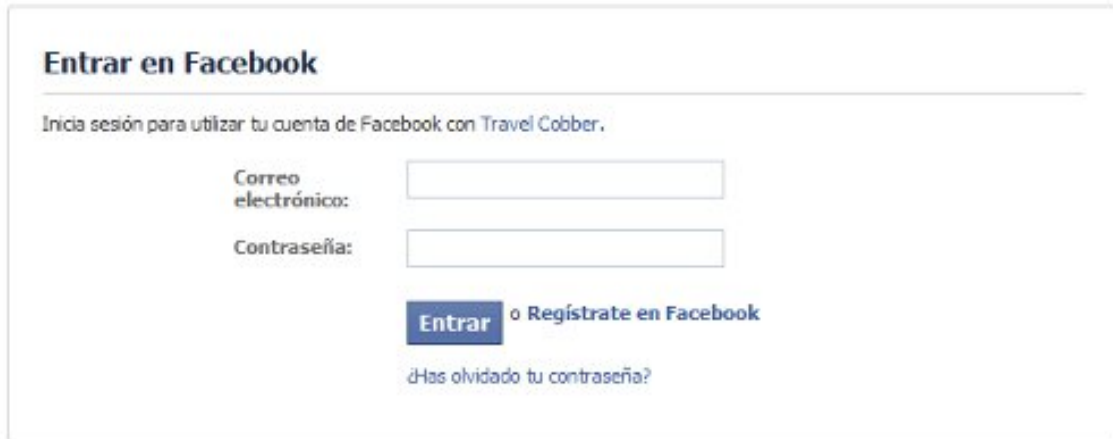 Entrar en Facebook
Inicia sesión para utilizar tu cuenta de Facebook con Travel Cobber.
Correo
electrónico:
Contraseña:
Entrar o Regístrate en Facebook
¿Has olvidado tu contraseña?